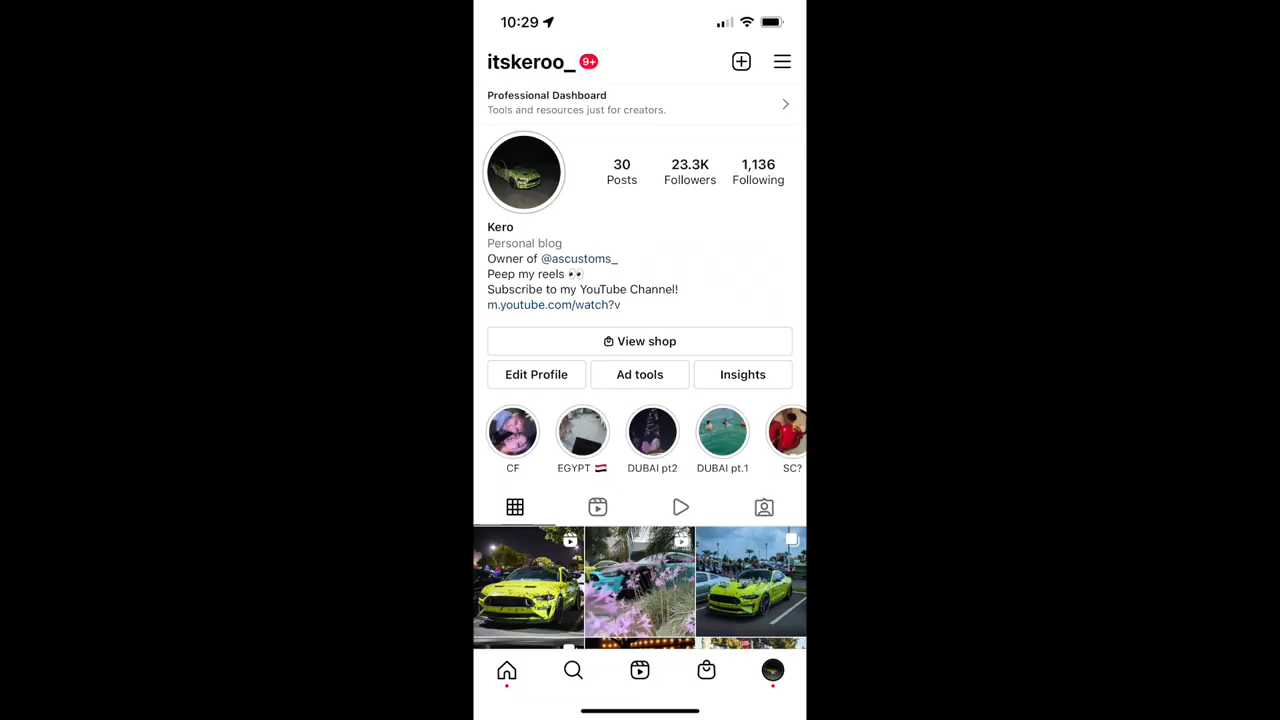 10:29
itskeroo_ 9+
Professional Dashboard
Tools and resources just for creators.
30 23.3K 1,136
Posts Followers Following
Kero
Personal blog
Owner of @ascustoms_
Peep my reels 👀
Subscribe to my YouTube Channel!
m.youtube.com/watch?v
View shop
Edit Profile Ad tools Insights
CF EGYPT 🇪🇬 DUBAI pt2 DUBAI pt.1 SC?